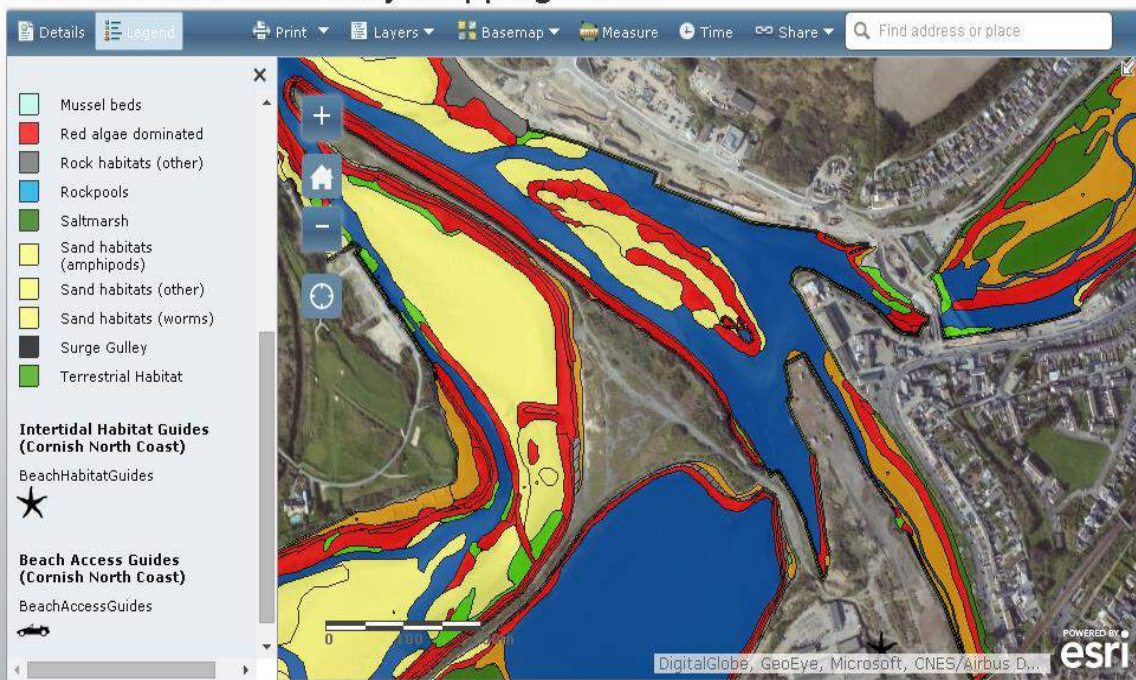 Details
Legend
Print
Layers
Basemap
Measure
Time
Share
Find address or place
Mussel beds
Red algae dominated
Rock habitats (other)
Rockpools
Saltmarsh
Sand habitats
(amphipods)
Sand habitats (other)
Sand habitats (worms)
Surge Gulley
Terrestrial Habitat
Intertidal Habitat Guides
(Cornish North Coast)
BeachHabitatGuides
Beach Access Guides
(Cornish North Coast)
BeachAccessGuides
0
DigitalGlobe, GeoEye, Microsoft, CNES/Airbus D...
POWERED BY
esri